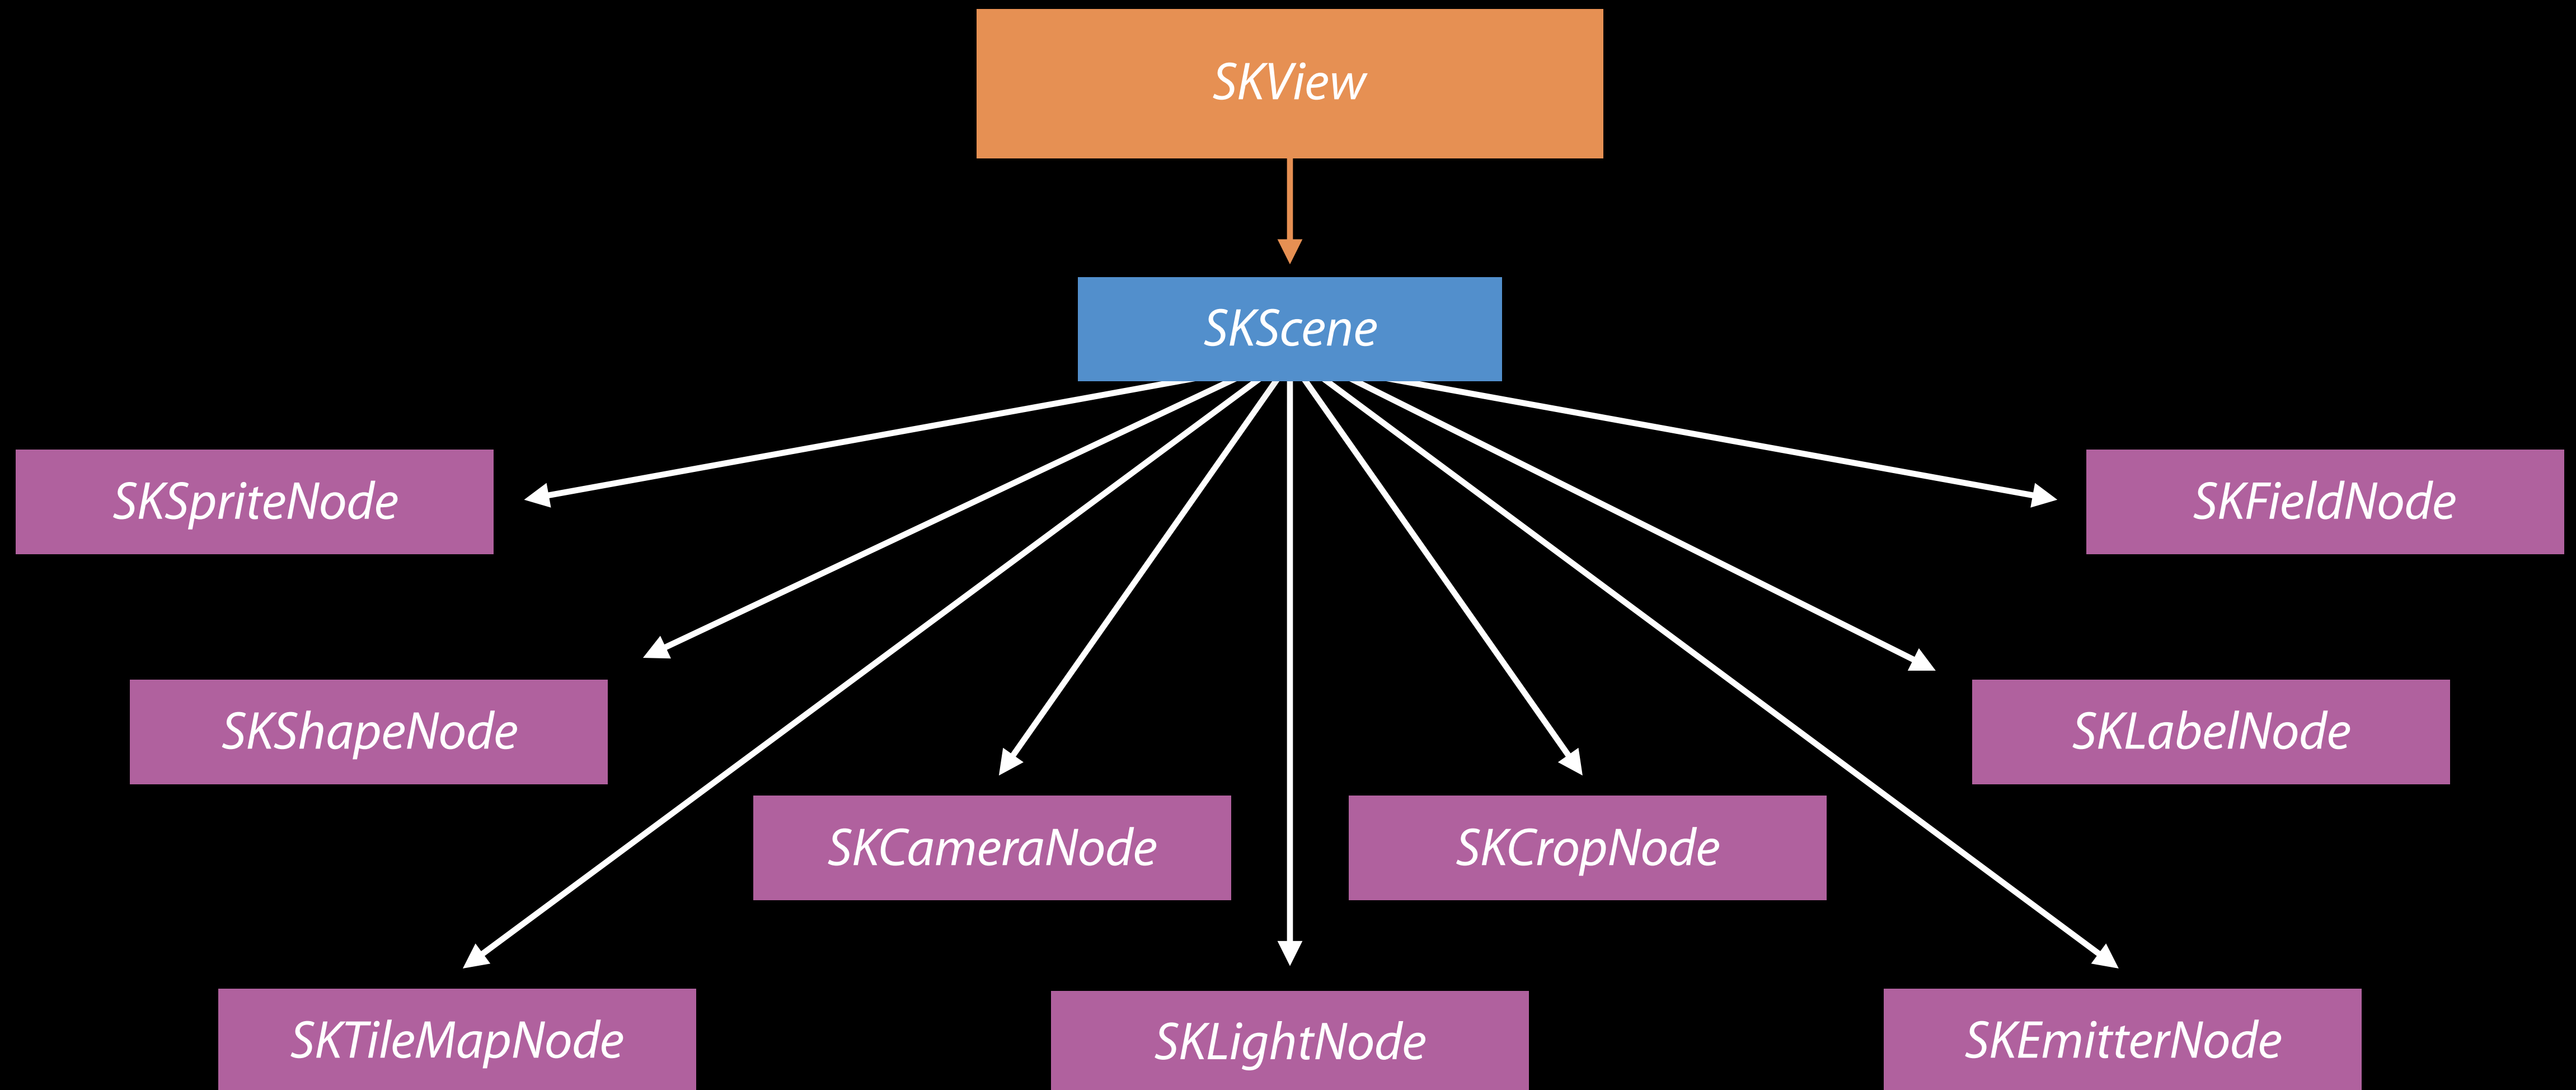 SKView
SKScene
SKSpriteNode
SKFieldNode
SKShapeNode
SKLabelNode
SKCameraNode
SKCropNode
SKTileMapNode
SKLightNode
SKEmitterNode